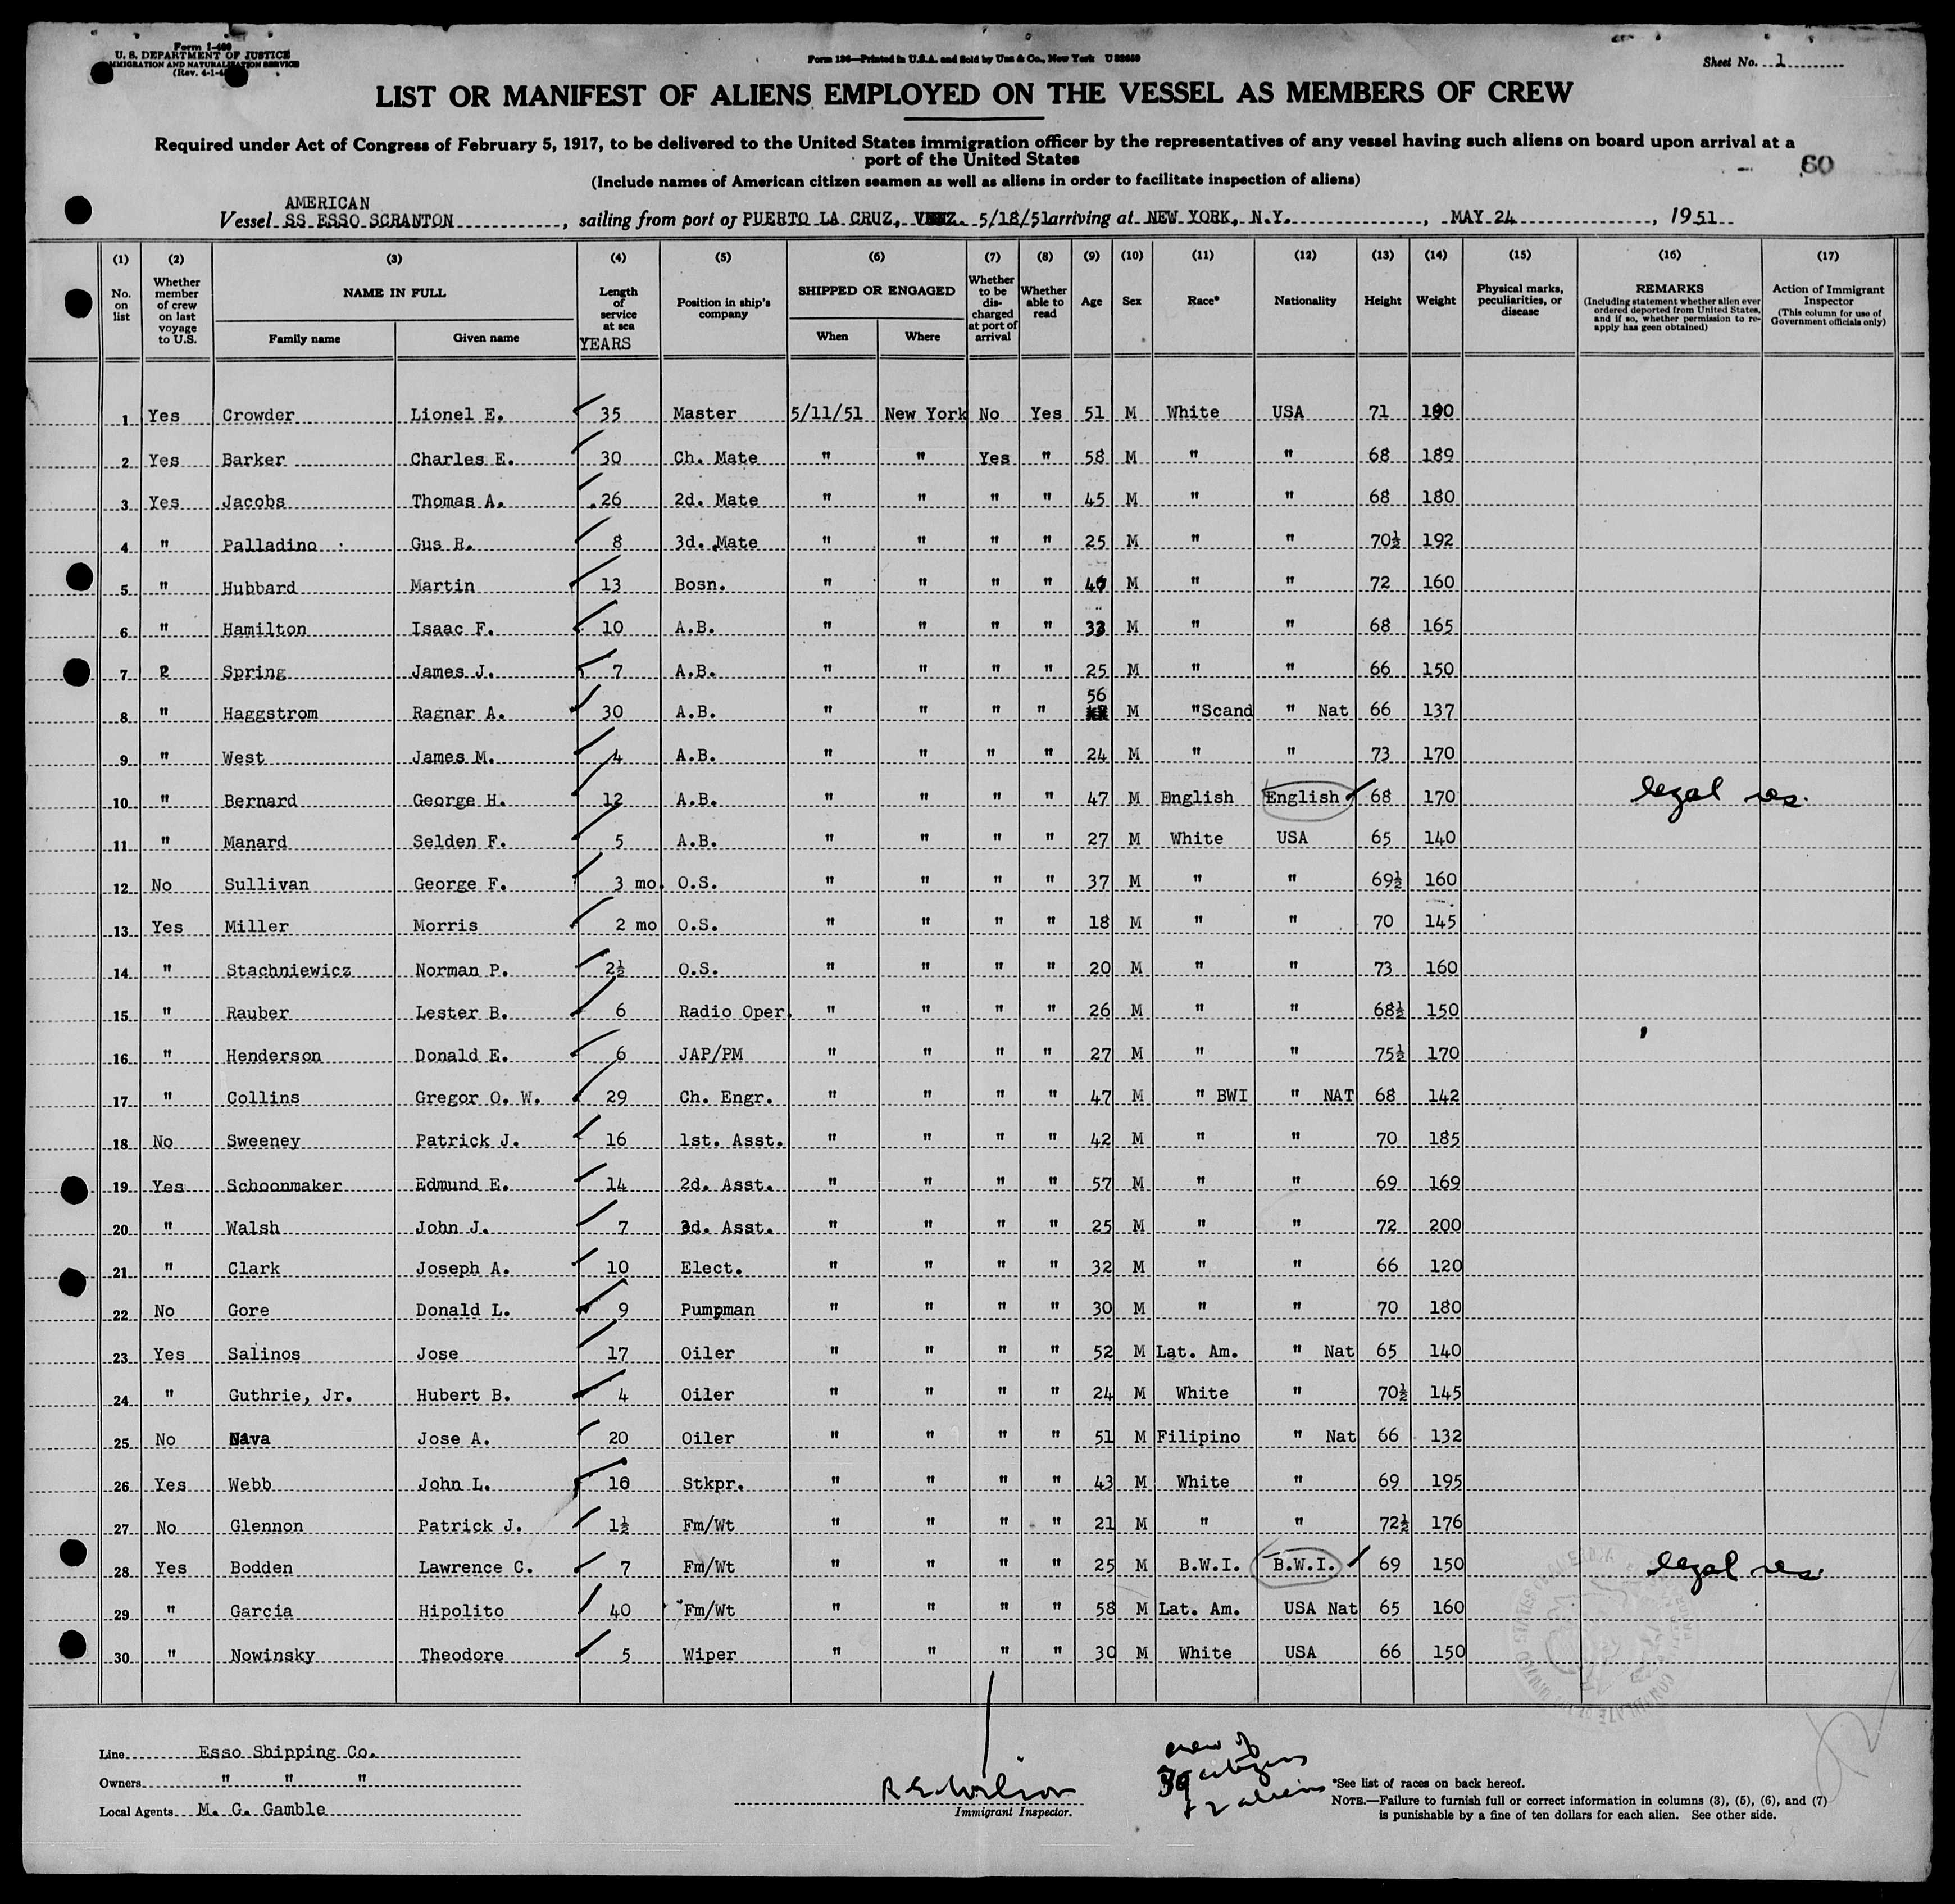 Form I-480
U. S. DEPARTMENT OF JUSTICE
IMMIGRATION AND NATURALIZATION SERVICE
(Rev. 4-1-4
Form 196—Printed in U.S.A. and Sold by Unz & Co., New York
Sheet No. 1
LIST OR MANIFEST OF ALIENS EMPLOYED ON THE VESSEL AS MEMBERS OF CREW
Required under Act of Congress of February 5, 1917, to be delivered to the United States immigration officer by the representatives of any vessel having such aliens on board upon arrival at a
port of the United States
60
(Include names of American citizen seamen as well as aliens in order to facilitate inspection of aliens)
AMERICAN
Vessel SS ESSO SCRANTON, sailing from port of PUERTO LA CRUZ, VENZ. 5/18/51 arriving at NEW YORK, N.Y., MAY 24, 1951
(1) No. on list (2) Whether member of crew on last voyage to U.S. (3) NAME IN FULL Family name Given name (4) Length of service at sea YEARS (5) Position in ship's company (6) SHIPPED OR ENGAGED When Where (7) Whether to be discharged at port of arrival (8) Whether able to read (9) Age (10) Sex (11) Race* (12) Nationality (13) Height (14) Weight (15) Physical marks, peculiarities, or disease (16) REMARKS (Including statement whether alien ever ordered deported from United States, and if so, whether permission to re-apply has geen obtained) (17) Action of Immigrant Inspector (This column for use of Government officials only)
1 Yes Crowder Lionel E. 35 Master 5/11/51 New York No Yes 51 M White USA 71 190
2 Yes Barker Charles E. 30 Ch. Mate " " Yes " 58 M " " 68 189
3 Yes Jacobs Thomas A. 26 2d. Mate " " " " 45 M " " 68 180
4 " Palladino Gus R. 8 3d. Mate " " " " 25 M " " 70½ 192
5 " Hubbard Martin 13 Bosn. " " " " M " " 72 160
6 " Hamilton Isaac F. 10 A.B. " " " " 33 M " " 68 165
7 Spring James J. 7 A.B. " " " " 25 M " " 66 150
8 " Haggstrom Ragnar A. 30 A.B. " " " " 56 M "Scand " Nat 66 137
9 " West James M. 4 A.B. " " " " 24 M " " 73 170
10 " Bernard George H. 12 A.B. " " " " 47 M English English 68 170 legal res.
11 " Manard Selden F. 5 A.B. " " " " 27 M White USA 65 140
12 No Sullivan George F. 3 mo. O.S. " " " " 37 M " " 69½ 160
13 Yes Miller Morris 2 mo O.S. " " " " 18 M " " 70 145
14 " Stachniewicz Norman P. 2½ O.S. " " " " 20 M " " 73 160
15 " Rauber Lester B. 6 Radio Oper. " " " " 26 M " " 68½ 150
16 " Henderson Donald E. 6 JAP/PM " " " " 27 M " " 75½ 170
17 " Collins Gregor O. W. 29 Ch. Engr. " " " " 47 M " BWI " NAT 68 142
18 No Sweeney Patrick J. 16 1st. Asst. " " " " 42 M " " 70 185
19 Yes Schoonmaker Edmund E. 14 2d. Asst. " " " " 57 M " " 69 169
20 " Walsh John J. 7 3d. Asst. " " " " 25 M " " 72 200
21 " Clark Joseph A. 10 Elect. " " " " 32 M " " 66 120
22 No Gore Donald L. 9 Pumpman " " " " 30 M " " 70 180
23 Yes Salinos Jose 17 Oiler " " " " 52 M Lat. Am. " Nat 65 140
24 " Guthrie, Jr. Hubert B. 4 Oiler " " " " 24 M White " 70½ 145
25 No Nava Jose A. 20 Oiler " " " " 51 M Filipino " Nat 66 132
26 Yes Webb John L. Stkpr. " " " " 43 M White " 69 195
27 No Glennon Patrick J. 1½ Fm/Wt " " " " 21 M " " 72½ 176
28 Yes Bodden Lawrence C. 7 Fm/Wt " " " " 25 M B.W.I. B.W.I. 69 150 legal res
29 " Garcia Hipolito 40 Fm/Wt " " " " 58 M Lat. Am. USA Nat 65 160
30 " Nowinsky Theodore 5 Wiper " " " " 30 M White USA 66 150
Line Esso Shipping Co.
Owners " " "
Local Agents M. C. Gamble
R E Wilson
Immigrant Inspector.
crew of
39 citizens
+ 2 aliens
*See list of races on back hereof.
NOTE.—Failure to furnish full or correct information in columns (3), (5), (6), and (7)
is punishable by a fine of ten dollars for each alien. See other side.